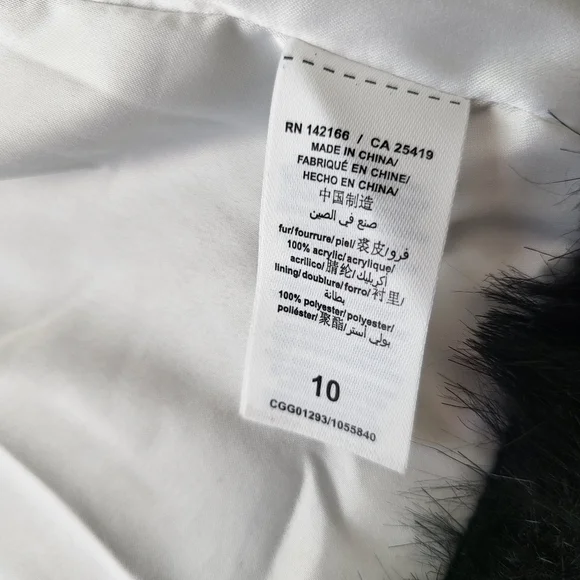 RN 142166 / CA 25419
MADE IN CHINA/
FABRIQUÉ EN CHINE/
HECHO EN CHINA/
中国制造
صنع في الصين
fur/fourrure/piel/裘皮/فرو/
100% acrylic/acrylique/
acrílico/腈纶/أكريليك/
lining/doublure/forro/衬里/
بطانة
100% polyester/polyester/
poliéster/聚酯/بولي أستر/
10
CGG01293/1055840